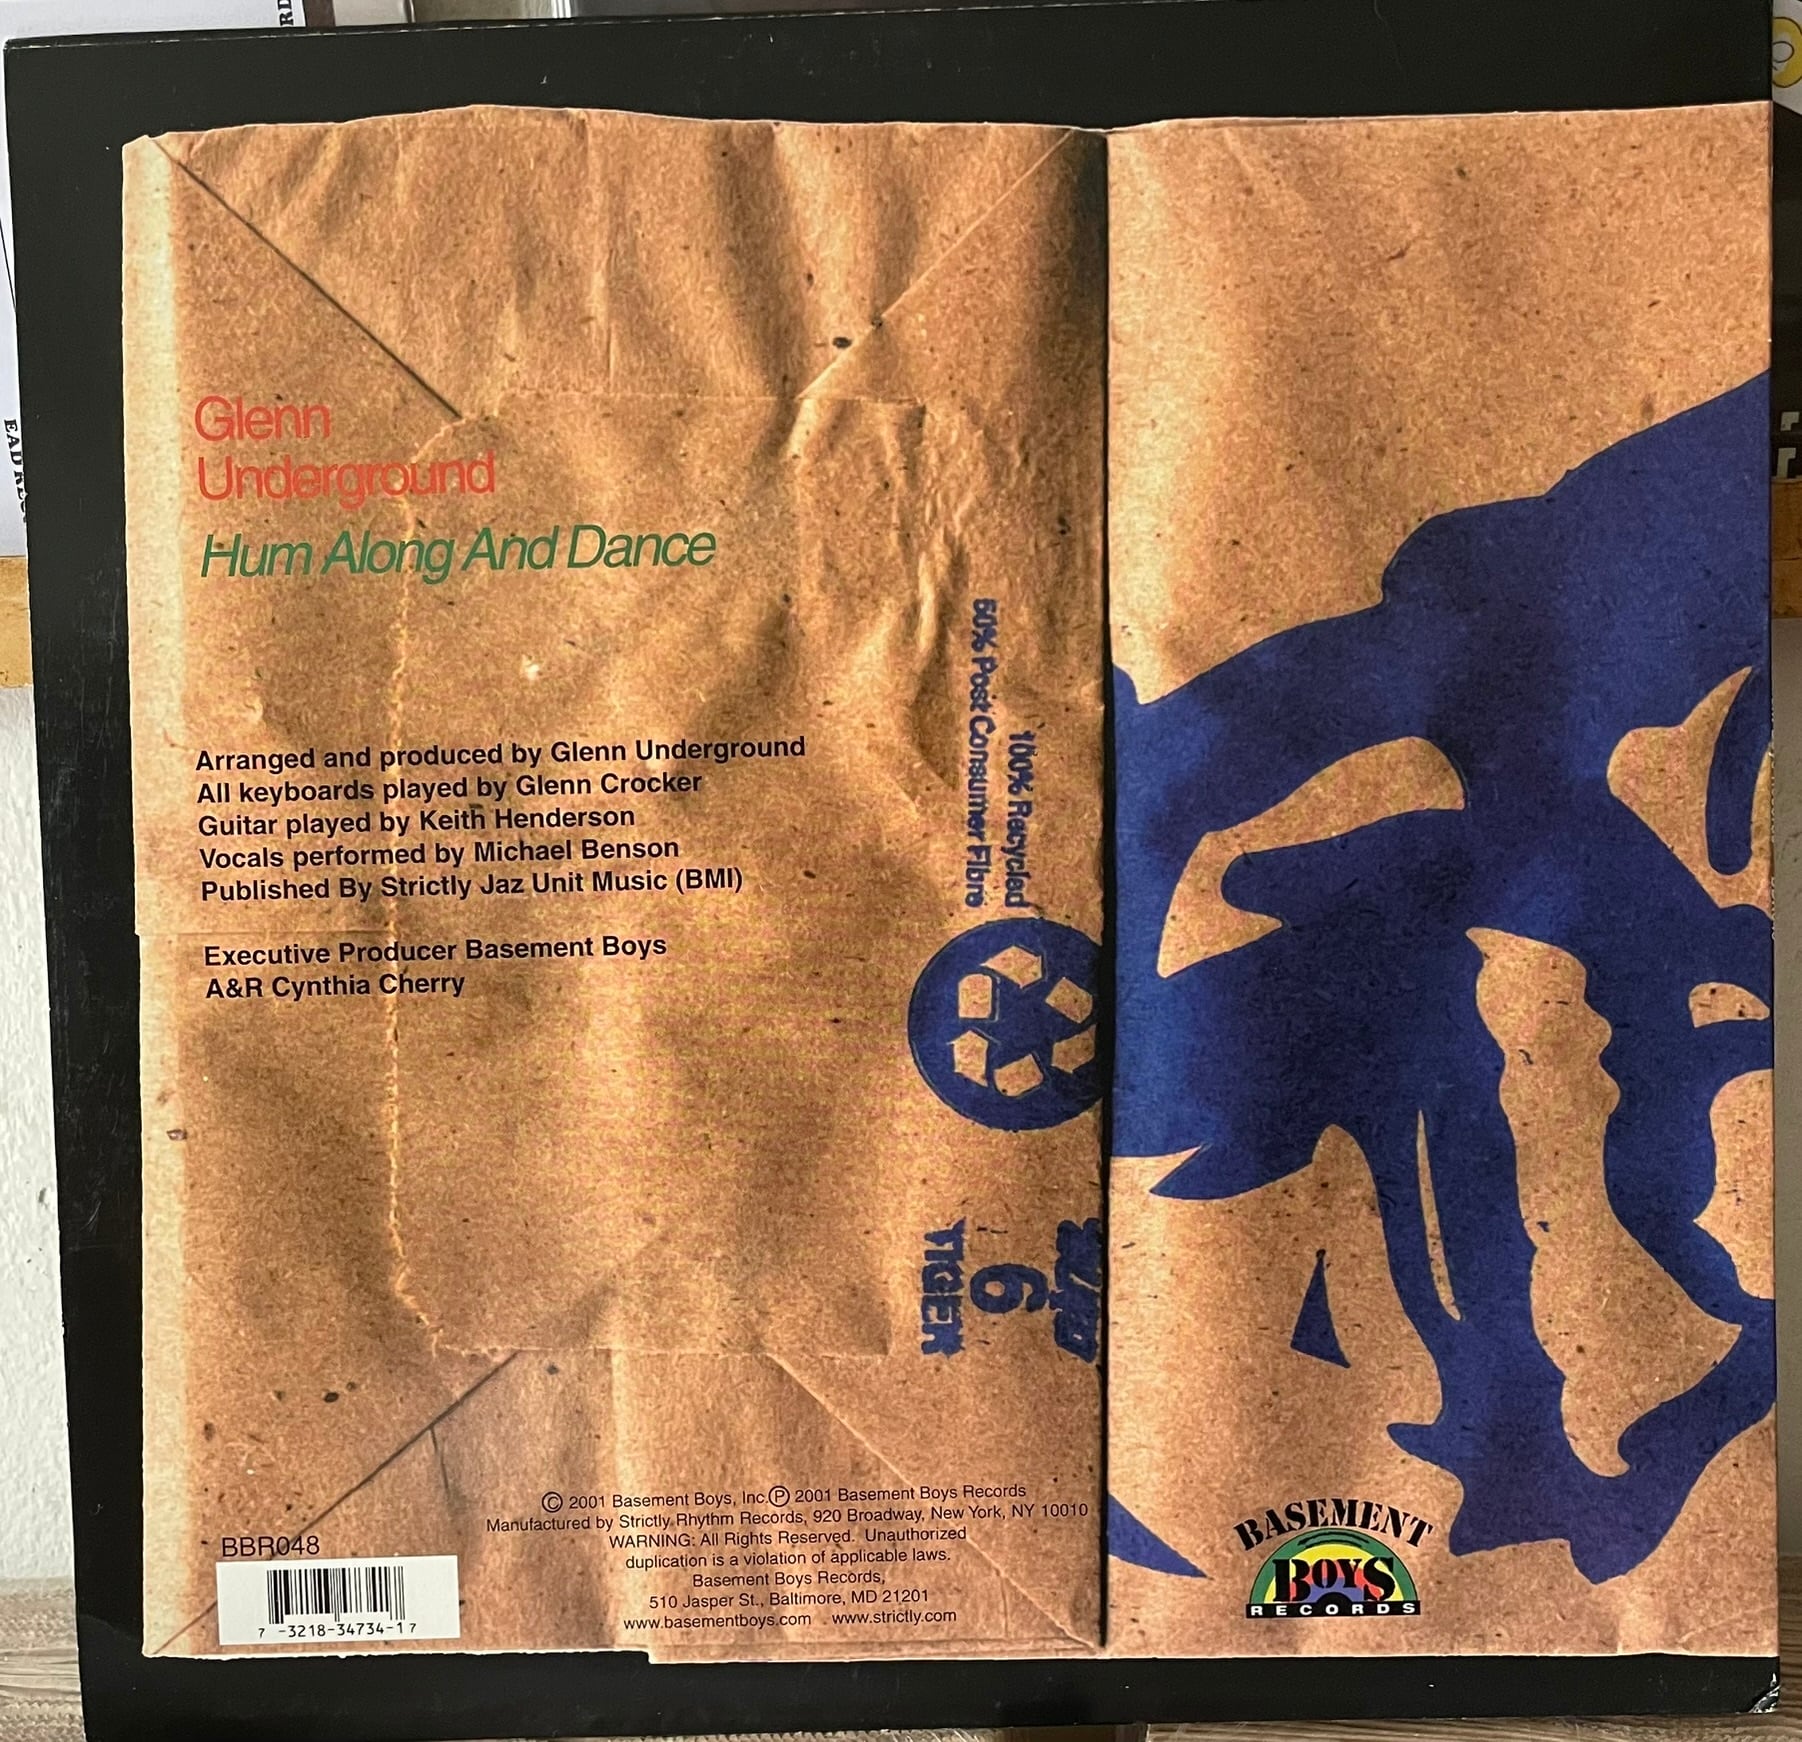 Glenn
Underground
Hum Along And Dance
Arranged and produced by Glenn Underground
All keyboards played by Glenn Crocker
Guitar played by Keith Henderson
Vocals performed by Michael Benson
Published By Strictly Jaz Unit Music (BMI)
Executive Producer Basement Boys
A&R Cynthia Cherry
100% Recycled
50% Post Consumer Fibre
6
TIGER
© 2001 Basement Boys, Inc.℗ 2001 Basement Boys Records
Manufactured by Strictly Rhythm Records, 920 Broadway, New York, NY 10010
WARNING: All Rights Reserved. Unauthorized
duplication is a violation of applicable laws.
Basement Boys Records,
510 Jasper St., Baltimore, MD 21201
www.basementboys.com www.strictly.com
BBR048
7 -3218-34734-1 7
BASEMENT
BOYS
RECORDS